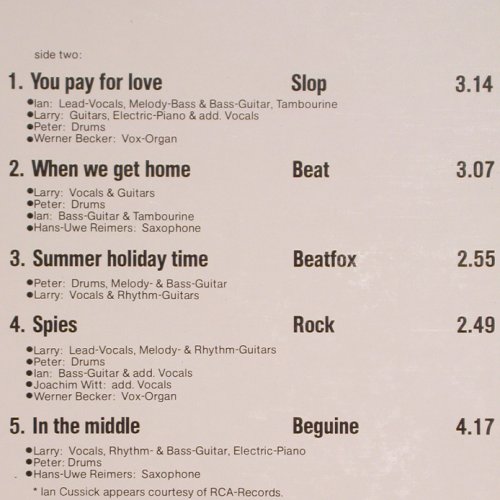 side two:
1. You pay for love Slop 3.14
●Ian: Lead-Vocals, Melody-Bass & Bass-Guitar, Tambourine
●Larry: Guitars, Electric-Piano & add. Vocals
●Peter: Drums
●Werner Becker: Vox-Organ
2. When we get home Beat 3.07
●Larry: Vocals & Guitars
●Peter: Drums
●Ian: Bass-Guitar & Tambourine
●Hans-Uwe Reimers: Saxophone
3. Summer holiday time Beatfox 2.55
●Peter: Drums, Melody- & Bass-Guitar
●Larry: Vocals & Rhythm-Guitars
4. Spies Rock 2.49
●Larry: Lead-Vocals, Melody- & Rhythm-Guitars
●Peter: Drums
●Ian: Bass-Guitar & add. Vocals
●Joachim Witt: add. Vocals
●Werner Becker: Vox-Organ
5. In the middle Beguine 4.17
●Larry: Vocals, Rhythm- & Bass-Guitar, Electric-Piano
●Peter: Drums
●Hans-Uwe Reimers: Saxophone
* Ian Cussick appears courtesy of RCA-Records.